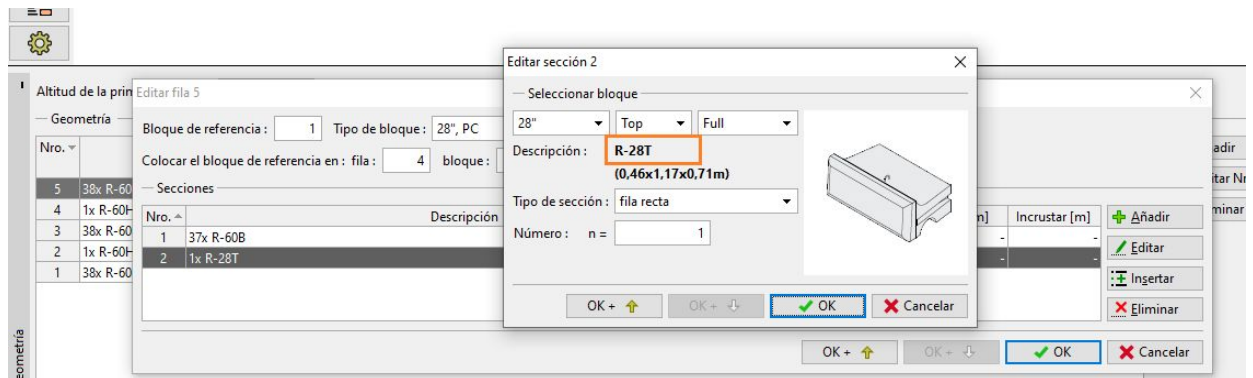 Editar sección 2
Seleccionar bloque
28" Top Full
Descripción : R-28T
(0,46x1,17x0,71m)
Tipo de sección : fila recta
Número : n = 1
OK + OK + OK Cancelar
Altitud de la prin
Geometría
Nro.
5 38x R-60
4 1x R-60H
3 38x R-60
2 1x R-60H
1 38x R-60
Editar fila 5
Bloque de referencia : 1 Tipo de bloque : 28", PC
Colocar el bloque de referencia en : fila : 4 bloque :
Secciones
Nro. Descripción Incrustar [m]
1 37x R-60B - -
2 1x R-28T - -
Añadir
Editar
Insertar
Eliminar
OK + OK + OK Cancelar
adir
itar Nr
minar
eometría